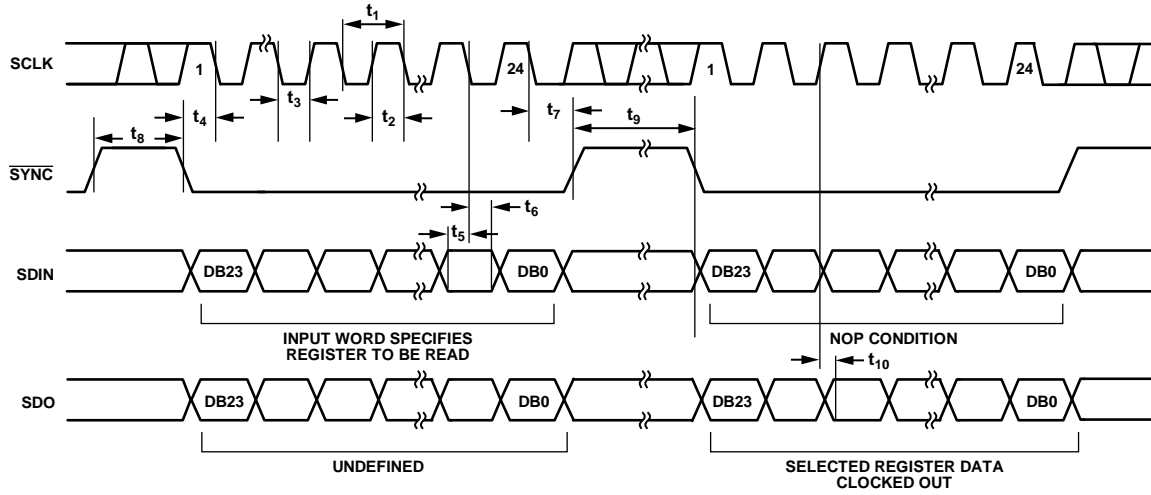 t1
SCLK
1
24
1
24
t3
t2
t4
t7
t9
t8
SYNC
t6
t5
SDIN
DB23
DB0
DB23
DB0
INPUT WORD SPECIFIES
REGISTER TO BE READ
NOP CONDITION
t10
SDO
DB23
DB0
DB23
DB0
UNDEFINED
SELECTED REGISTER DATA
CLOCKED OUT